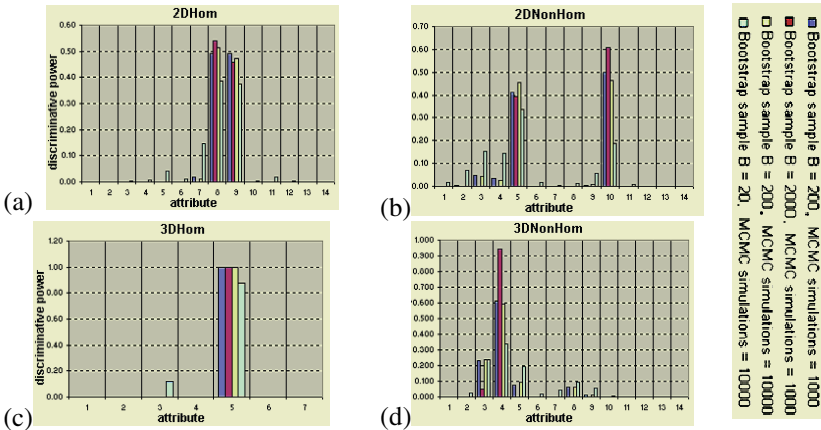 2DHom
0.60
0.50
0.40
0.30
0.20
0.10
0.00
discriminative power
1 2 3 4 5 6 7 8 9 10 11 12 13 14
attribute
(a)
2DNonHom
0.70
0.60
0.50
0.40
0.30
0.20
0.10
0.00
1 2 3 4 5 6 7 8 9 10 11 12 13 14
attribute
(b)
3DHom
1.20
1.00
0.80
0.60
0.40
0.20
0.00
discriminative power
1 2 3 4 5 6 7
attribute
(c)
3DNonHom
1.000
0.900
0.800
0.700
0.600
0.500
0.400
0.300
0.200
0.100
0.000
1 2 3 4 5 6 7 8 9 10 11 12 13 14
attribute
(d)
Bootstrap sample B = 200, MCMC simulations = 1000
Bootstrap sample B = 2000, MCMC simulations = 1000
Bootstrap sample B = 200, MCMC simulations = 10000
Bootstrap sample B = 20, MCMC simulations = 10000